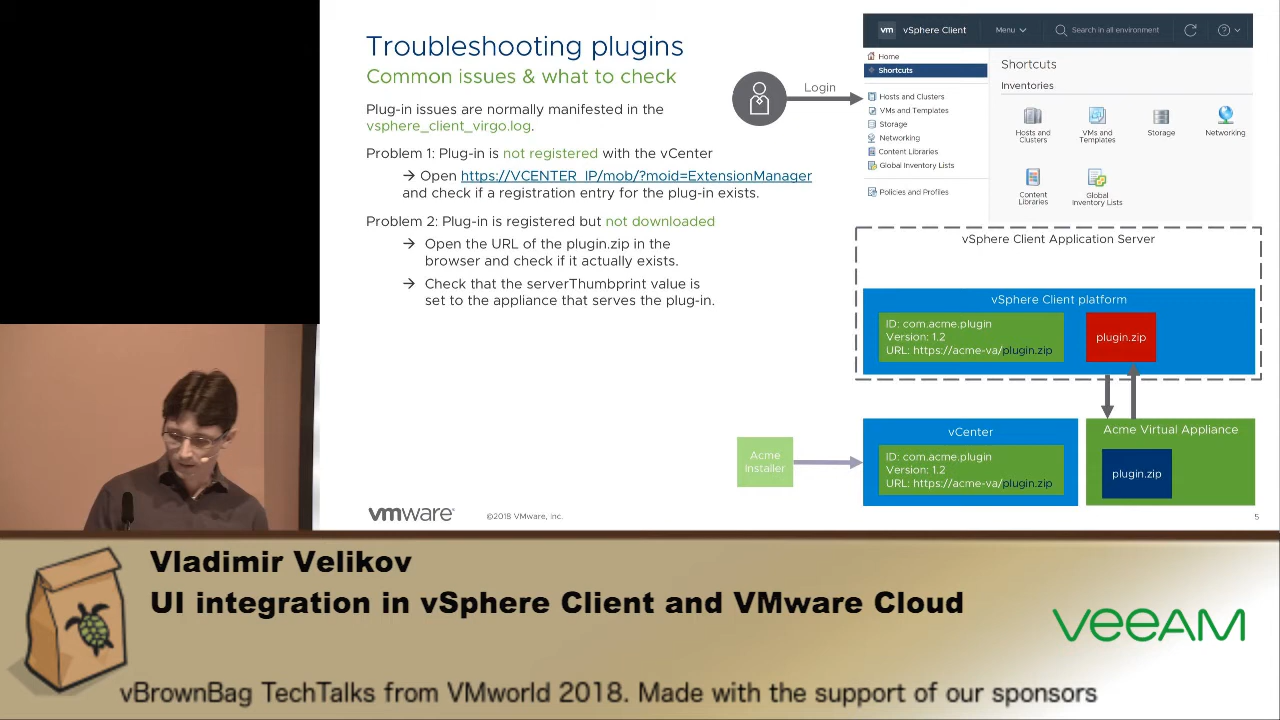 Troubleshooting plugins
Common issues & what to check
Plug-in issues are normally manifested in the
vsphere_client_virgo.log.
Problem 1: Plug-in is not registered with the vCenter
→ Open https://VCENTER_IP/mob/?moid=ExtensionManager
and check if a registration entry for the plug-in exists.
Problem 2: Plug-in is registered but not downloaded
→ Open the URL of the plugin.zip in the
browser and check if it actually exists.
→ Check that the serverThumbprint value is
set to the appliance that serves the plug-in.
Login
vm vSphere Client Menu Search in all environment
Home
Shortcuts
Hosts and Clusters
VMs and Templates
Storage
Networking
Content Libraries
Global Inventory Lists
Policies and Profiles
Shortcuts
Inventories
Hosts and
Clusters
VMs and
Templates
Storage
Networking
Content
Libraries
Global
Inventory Lists
vSphere Client Application Server
vSphere Client platform
ID: com.acme.plugin
Version: 1.2
URL: https://acme-va/plugin.zip
plugin.zip
Acme
Installer
vCenter
ID: com.acme.plugin
Version: 1.2
URL: https://acme-va/plugin.zip
Acme Virtual Appliance
plugin.zip
vmware
©2018 VMware, Inc.
5
Vladimir Velikov
UI integration in vSphere Client and VMware Cloud
veeAM
vBrownBag TechTalks from VMworld 2018. Made with the support of our sponsors